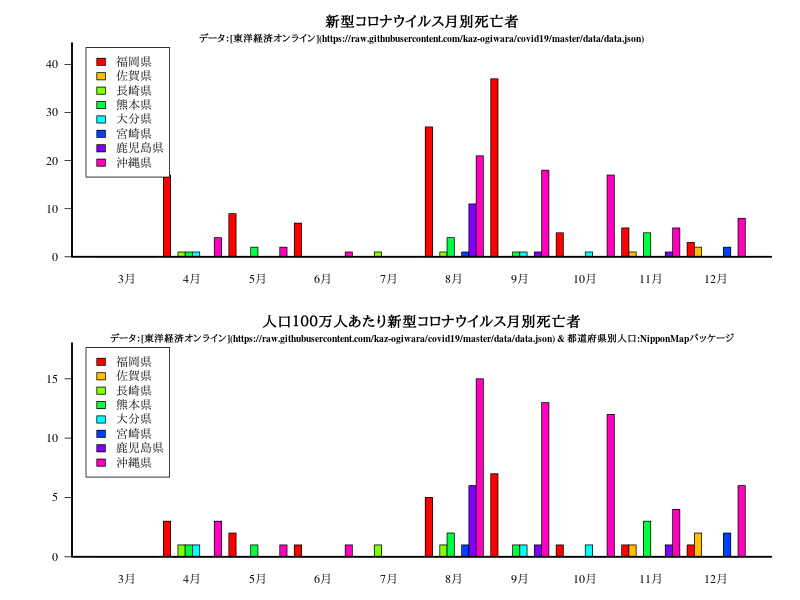 新型コロナウイルス月別死亡者
データ:[東洋経済オンライン](https://raw.githubusercontent.com/kaz-ogiwara/covid19/master/data/data.json)
福岡県
佐賀県
長崎県
熊本県
大分県
宮崎県
鹿児島県
沖縄県
40
30
20
10
0
3月 4月 5月 6月 7月 8月 9月 10月 11月 12月
人口100万人あたり新型コロナウイルス月別死亡者
データ:[東洋経済オンライン](https://raw.githubusercontent.com/kaz-ogiwara/covid19/master/data/data.json) & 都道府県別人口:NipponMapパッケージ
福岡県
佐賀県
長崎県
熊本県
大分県
宮崎県
鹿児島県
沖縄県
15
10
5
0
3月 4月 5月 6月 7月 8月 9月 10月 11月 12月